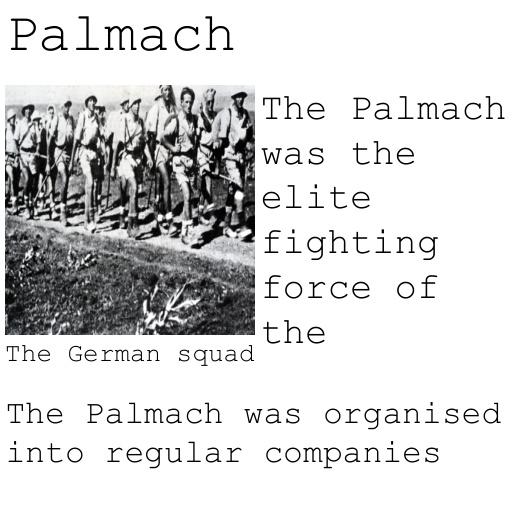 Palmach
The Palmach
was the
elite
fighting
force of
the
The German squad
The Palmach was organised
into regular companies